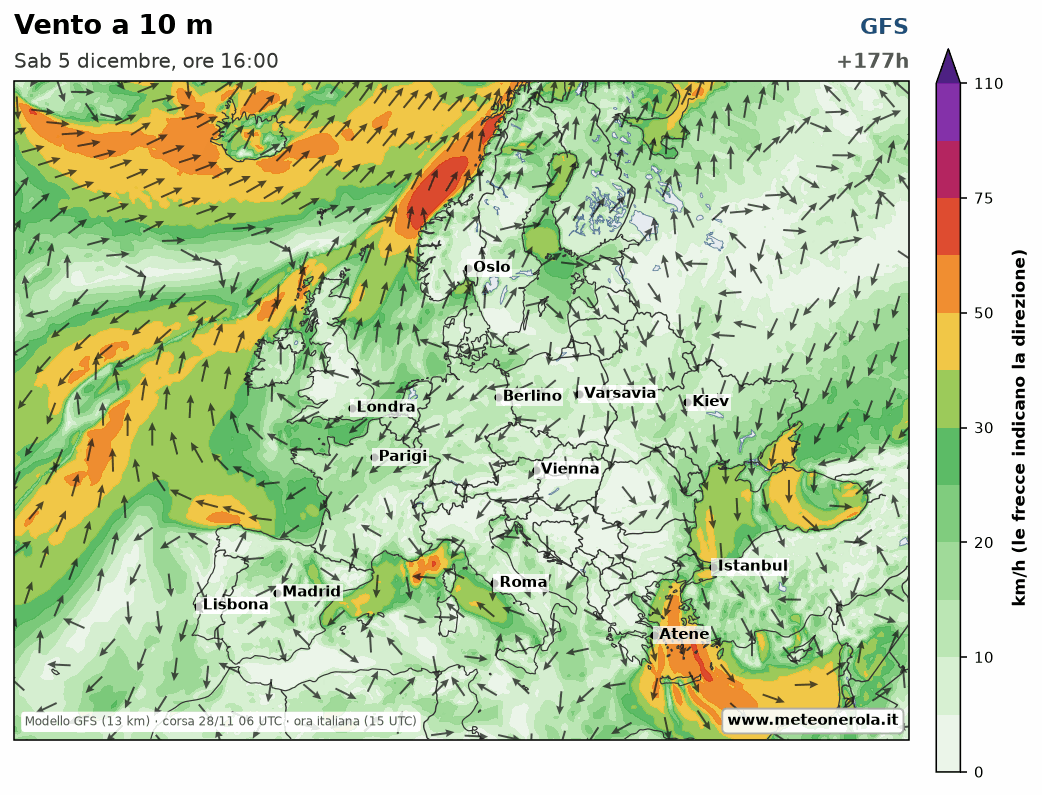 Vento a 10 m
GFS
Sab 5 dicembre, ore 16:00
+177h
110
75
50
30
20
10
0
km/h (le frecce indicano la direzione)
Oslo
Londra
Berlino
Varsavia
Kiev
Parigi
Vienna
Istanbul
Madrid
Roma
Lisbona
Atene
Modello GFS (13 km) · corsa 28/11 06 UTC · ora italiana (15 UTC)
www.meteonerola.it